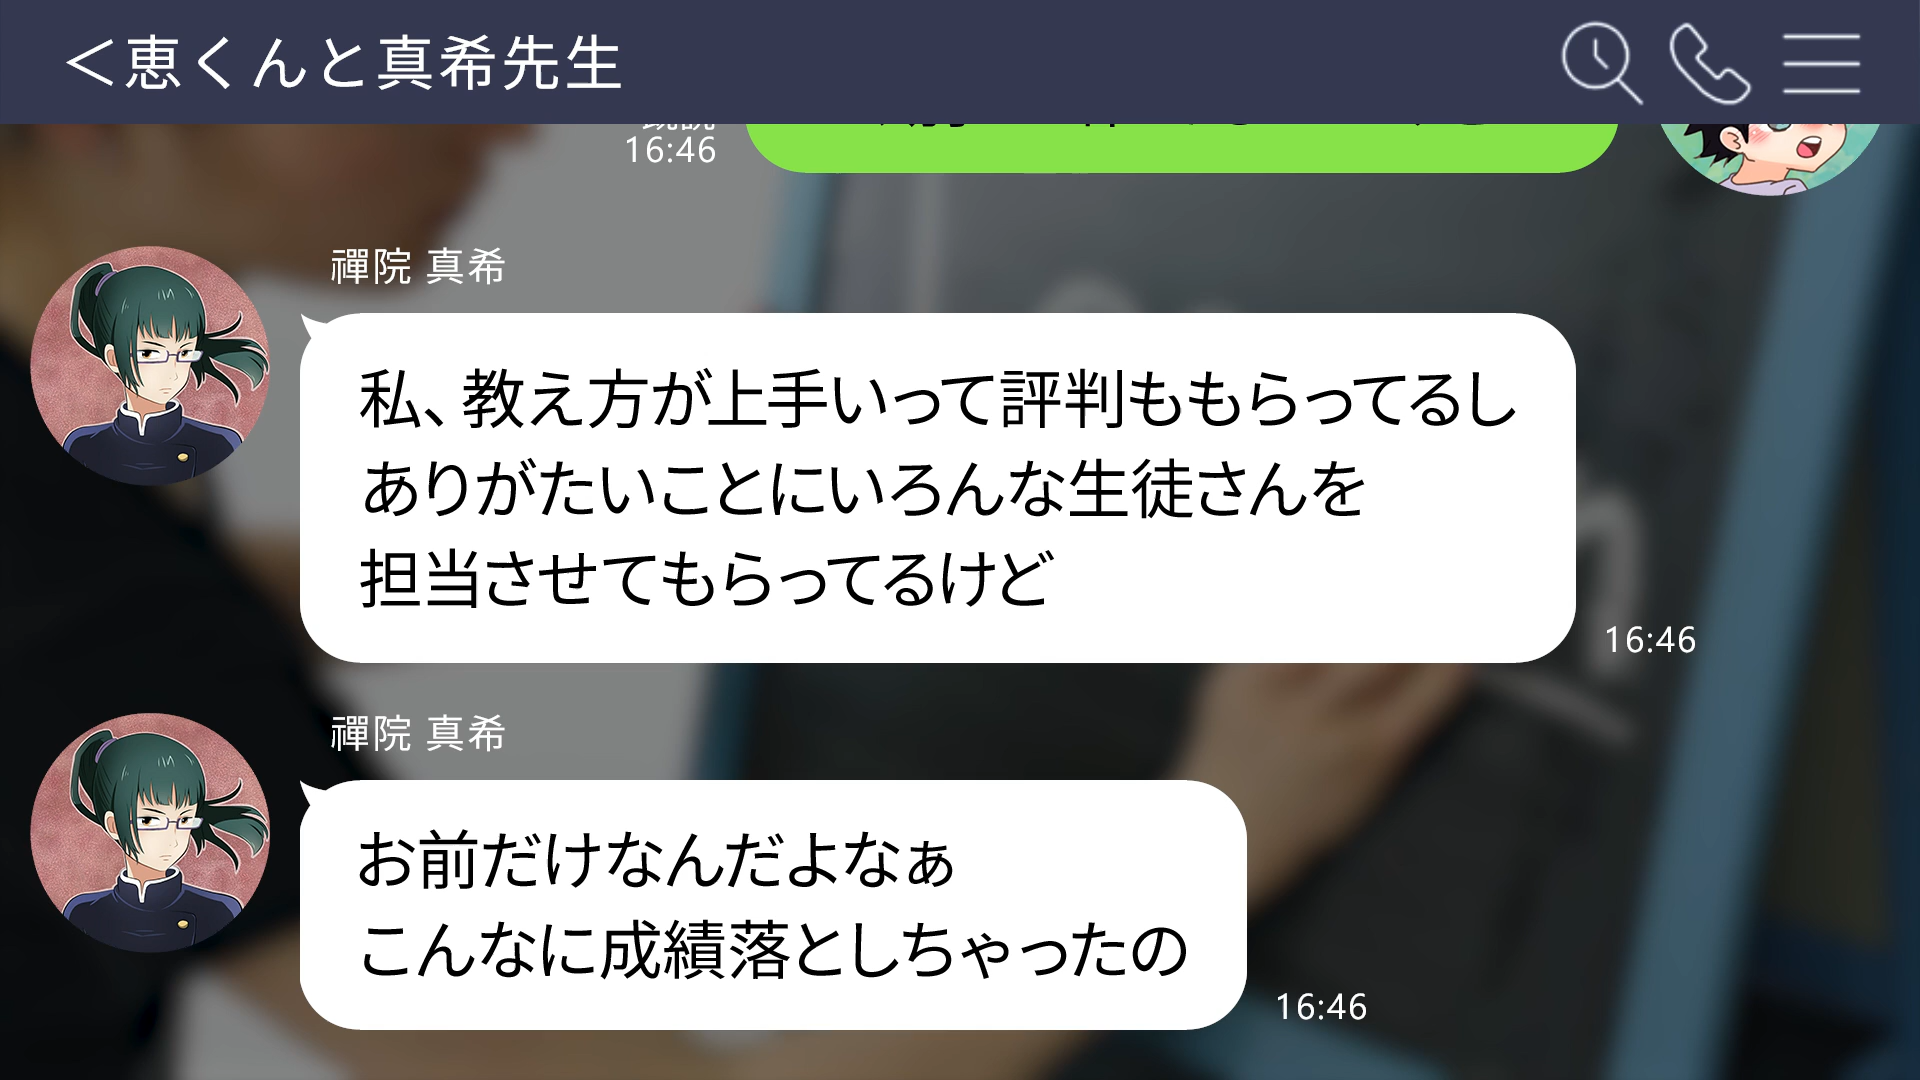 ＜恵くんと真希先生
16:46
禪院 真希
私、教え方が上手いって評判ももらってるし
ありがたいことにいろんな生徒さんを
担当させてもらってるけど
16:46
禪院 真希
お前だけなんだよなぁ
こんなに成績落としちゃったの
16:46